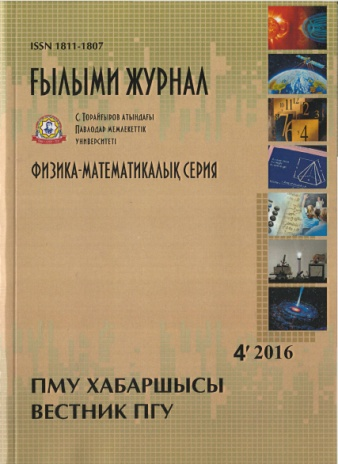 ISSN 1811-1807
ҒЫЛЫМИ ЖУРНАЛ
С. ТОРАЙҒЫРОВ АТЫНДАҒЫ
ПАВЛОДАР МЕМЛЕКЕТТІК
УНИВЕРСИТЕТІ
ФИЗИКА-МАТЕМАТИКАЛЫҚ СЕРИЯ
4' 2016
ПМУ ХАБАРШЫСЫ
ВЕСТНИК ПГУ